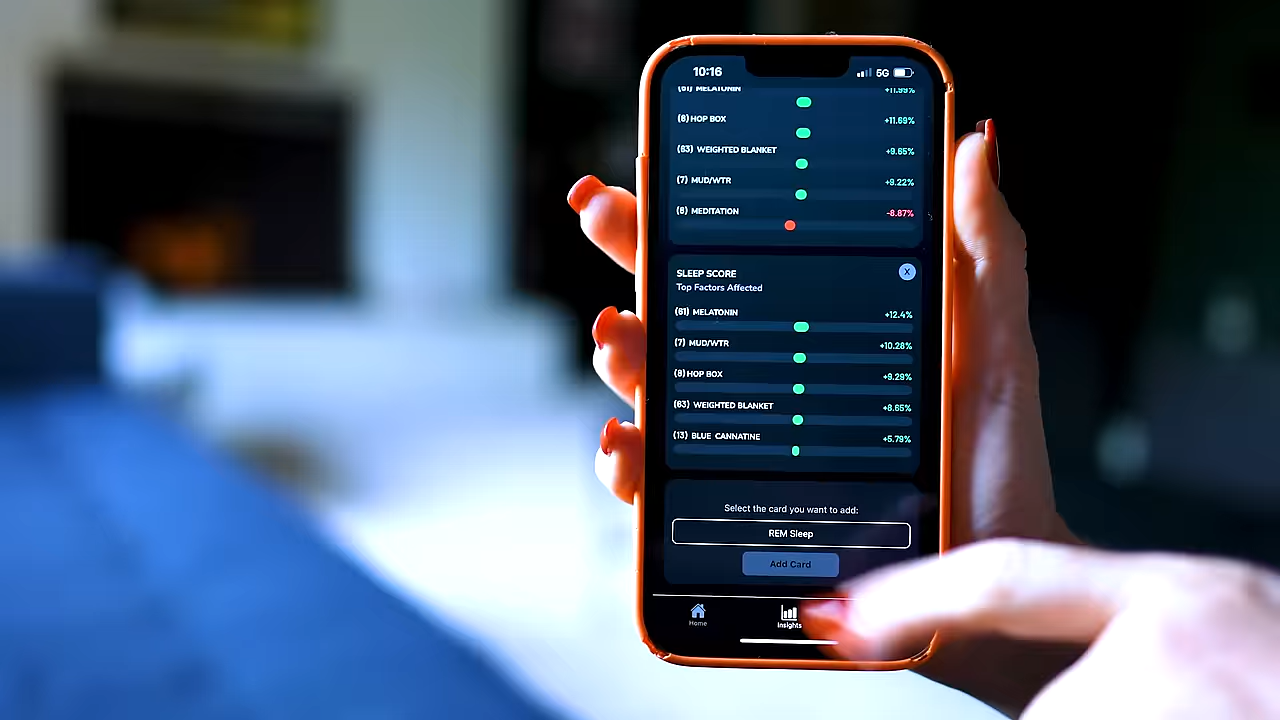 10:16 5G
(61) MELATONIN +11.99%
(8) HOP BOX +11.69%
(63) WEIGHTED BLANKET +9.65%
(7) MUD/WTR +9.22%
(6) MEDITATION -8.87%
SLEEP SCORE X
Top Factors Affected
(61) MELATONIN +12.4%
(7) MUD/WTR +10.28%
(8) HOP BOX +9.29%
(63) WEIGHTED BLANKET +8.65%
(13) BLUE CANNATINE +5.79%
Select the card you want to add:
REM Sleep
Add Card
Home Insights